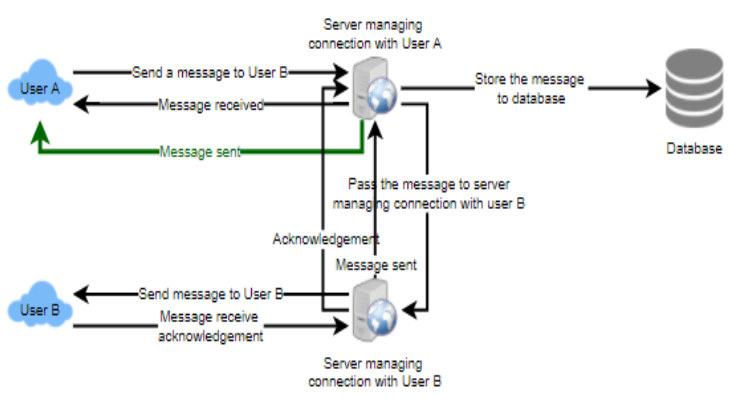 Server managing
connection with User A
User A
Send a message to User B
Message received
Store the message
to database
Database
Message sent
Pass the message to server
managing connection with user B
Acknowledgement
Message sent
User B
Send message to User B
Message receive
acknowledgement
Server managing
connection with User B